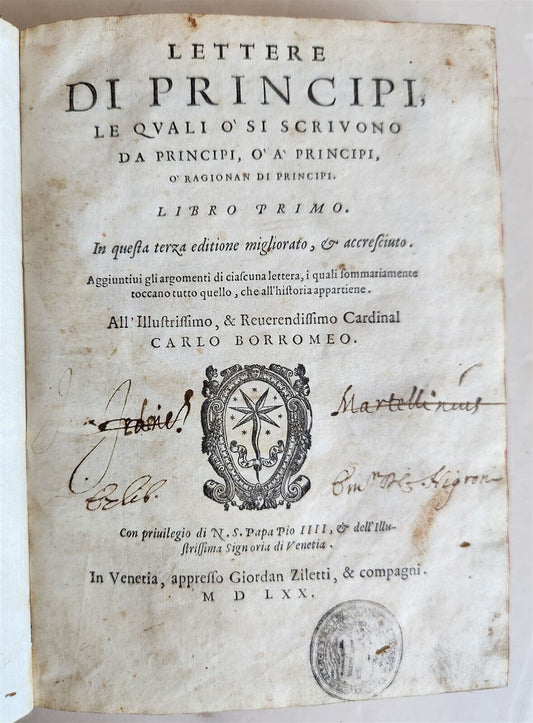 LETTERE
DI PRINCIPI,
LE QVALI O' SI SCRIVONO
DA PRINCIPI, O' A' PRINCIPI,
O' RAGIONAN DI PRINCIPI.
LIBRO PRIMO.
In questa terza editione migliorato, & accresciuto.
Aggiuntiui gli argomenti di ciascuna lettera, i quali sommariamente
toccano tutto quello, che all'historia appartiene.
All'Illustrissimo, & Reuerendissimo Cardinal
CARLO BORROMEO.
Martellinius
Con priuilegio di N. S. Papa Pio IIII, & dell'Illu-
strissima Signoria di Venetia.
In Venetia, appresso Giordan Ziletti, & compagni.
M D LXX.